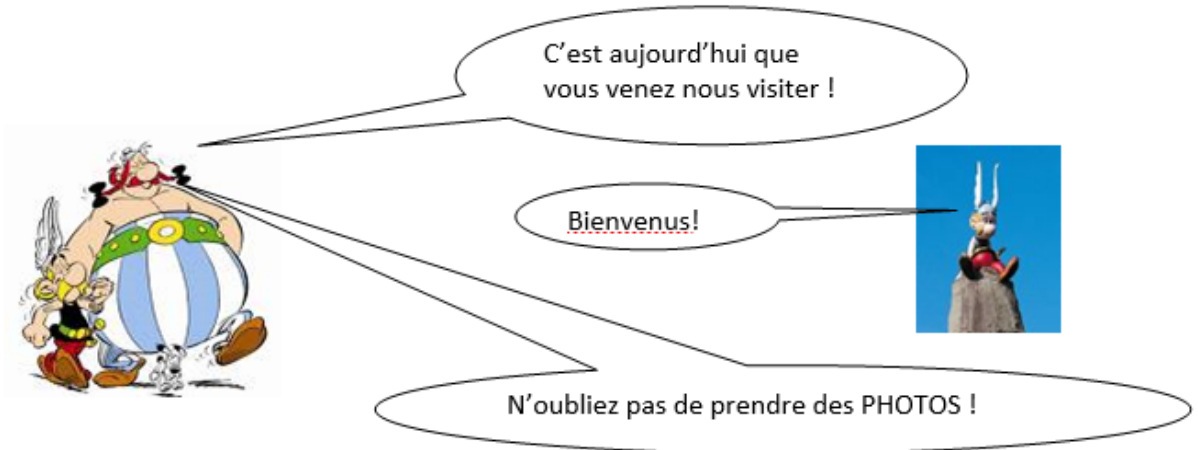 C’est aujourd’hui que
vous venez nous visiter !
Bienvenus!
N’oubliez pas de prendre des PHOTOS !